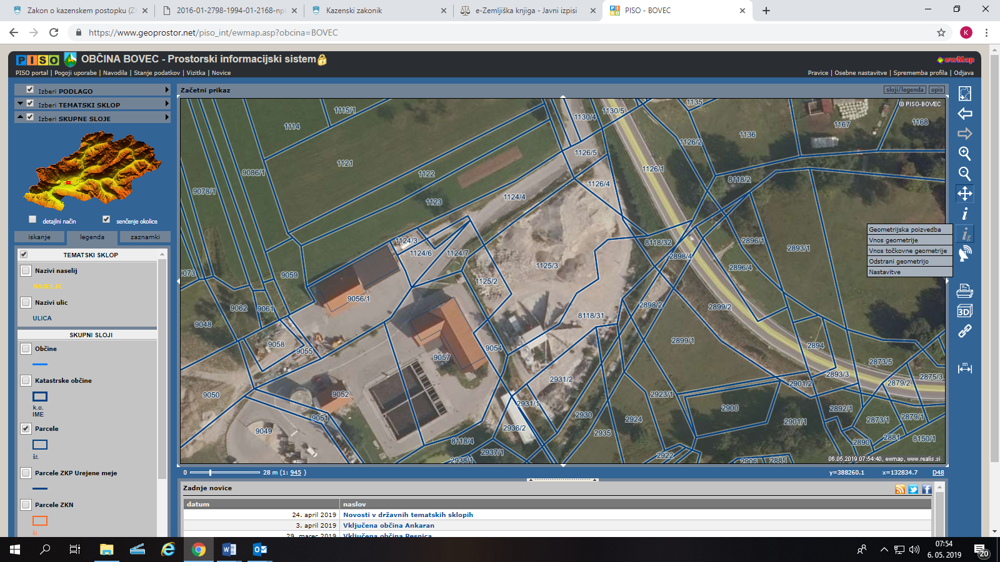 Zakon o kazenskem postopku (Z
2016-01-2798-1994-01-2168-npl
Kazenski zakonik
e-Zemljiška knjiga - Javni izpisi
PISO - BOVEC
https://www.geoprostor.net/piso_int/ewmap.asp?obcina=BOVEC
K
PISO
OBČINA BOVEC - Prostorski informacijski sistem
ewMap
PISO portal | Pogoji uporabe | Navodila | Stanje podatkov | Vizitka | Novice
Pravice | Osebne nastavitve | Sprememba profila | Odjava
Izberi PODLAGO
Izberi TEMATSKI SKLOP
Izberi SKUPNE SLOJE
detajlni način
senčenje okolice
iskanje
legenda
zaznamki
TEMATSKI SKLOP
Nazivi naselij
NASELJE
Nazivi ulic
ULICA
SKUPNI SLOJI
Občine
Katastrske občine
k.o.
IME
Parcele
št.
Parcele ZKP Urejene meje
Parcele ZKN
št.
Začetni prikaz
sloji/legenda
opis
© PISO-BOVEC
1115/1
1114
1130/4
1130/5
1135
1167
1168
1136
1126/2
1126/5
1121
1122
9086/1
1126/1
8118/2
9078/1
1126/4
1124/4
1123
1124/3
1124/6
1124/7
8118/32
2896/1
2893/1
2898/4
1125/3
2896/4
9073
9059
1125/2
9056/1
9062
9061
2898/2
2899/2
9048
8118/31
2899/1
2894
9058
9055
9054
9057
2873/5
2893/3
2875/3
2931/2
2901/2
2879/2
9050
9052
2923/1
2931/1
2900
2892/1
9051
2930
2924
2901/1
2873/1
2879/1
9049
2936/2
2935
2881
8150/1
8118/4
2890
2937/1
2922
2938/1
2906
2885
06.05.2019 07:54:40, ewmap, www.realis.si
Geometrijska poizvedba
Vnos geometrije
Vnos točkovne geometrije
Odstrani geometrijo
Nastavitve
3D
m
0
28 m (1: 945 )
y=388260.1
x=132834.7
D48
Zadnje novice
datum
naslov
24. april 2019
Novosti v državnih tematskih sklopih
3. april 2019
Vključena občina Ankaran
29. marec 2019
Vključena občina Pesnica
07:54
6. 05. 2019
20